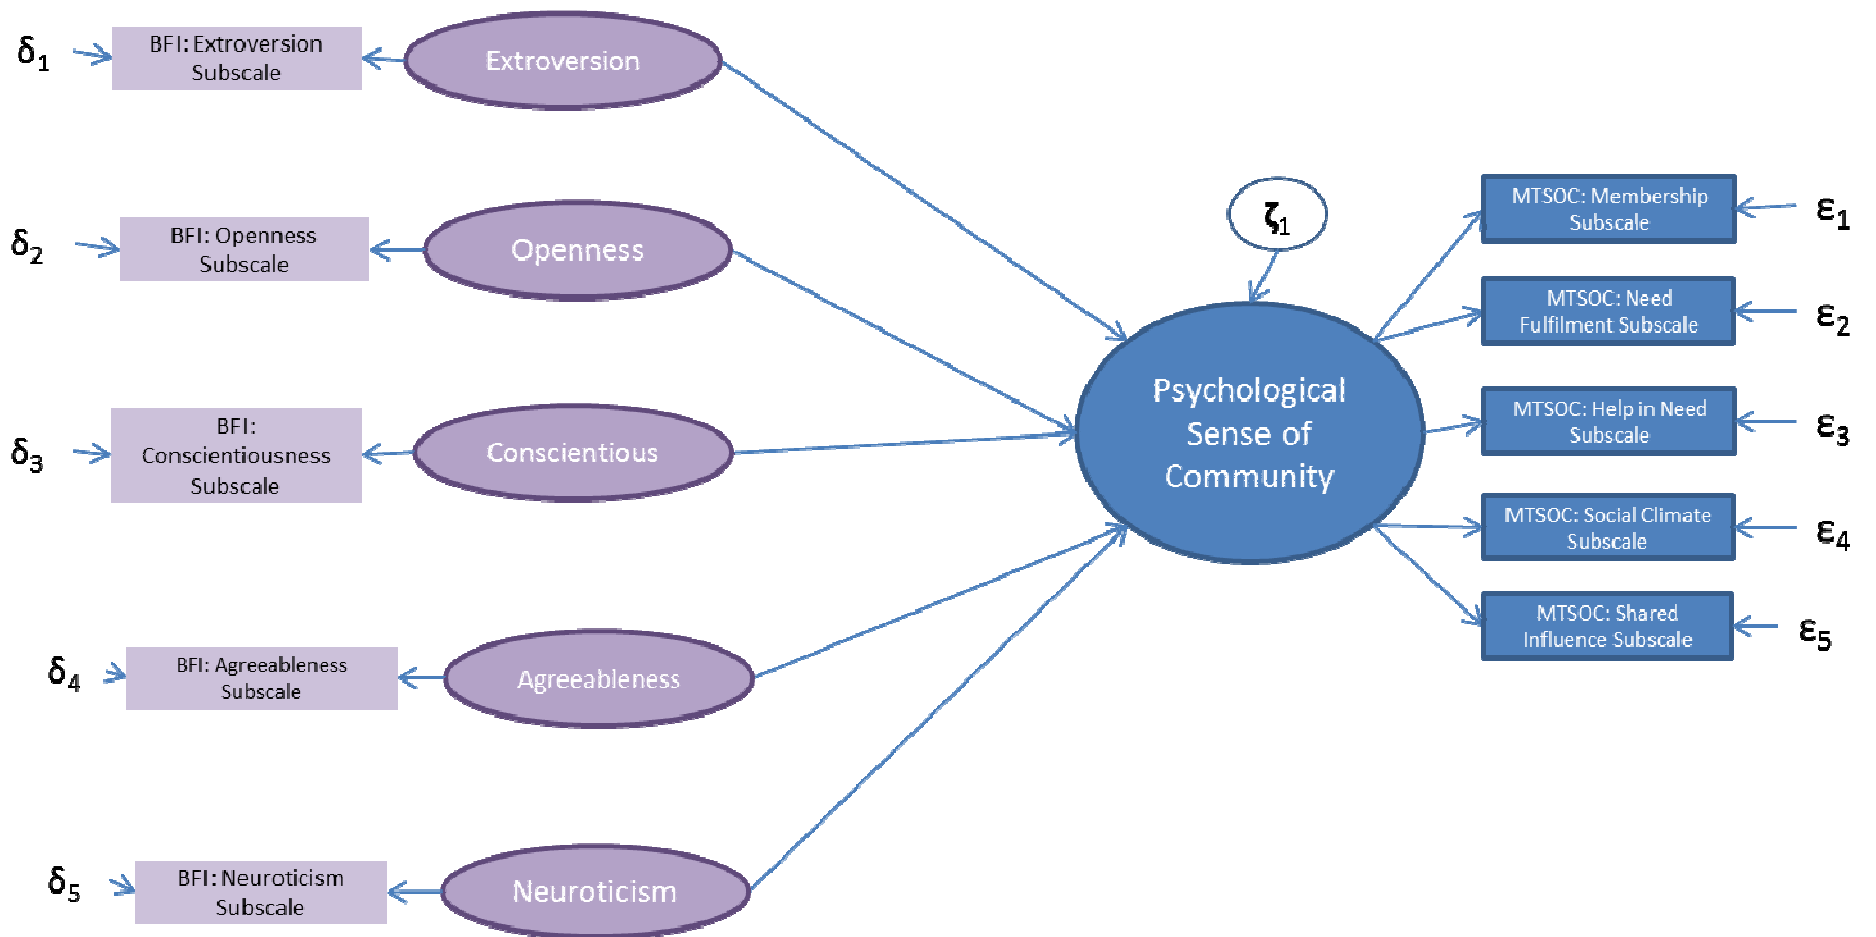 δ1
BFI: Extroversion
Subscale
Extroversion
δ2
BFI: Openness
Subscale
Openness
δ3
BFI:
Conscientiousness
Subscale
Conscientious
δ4
BFI: Agreeableness
Subscale
Agreeableness
δ5
BFI: Neuroticism
Subscale
Neuroticism
ζ1
Psychological
Sense of
Community
MTSOC: Membership
Subscale
ε1
MTSOC: Need
Fulfilment Subscale
ε2
MTSOC: Help in Need
Subscale
ε3
MTSOC: Social Climate
Subscale
ε4
MTSOC: Shared
Influence Subscale
ε5